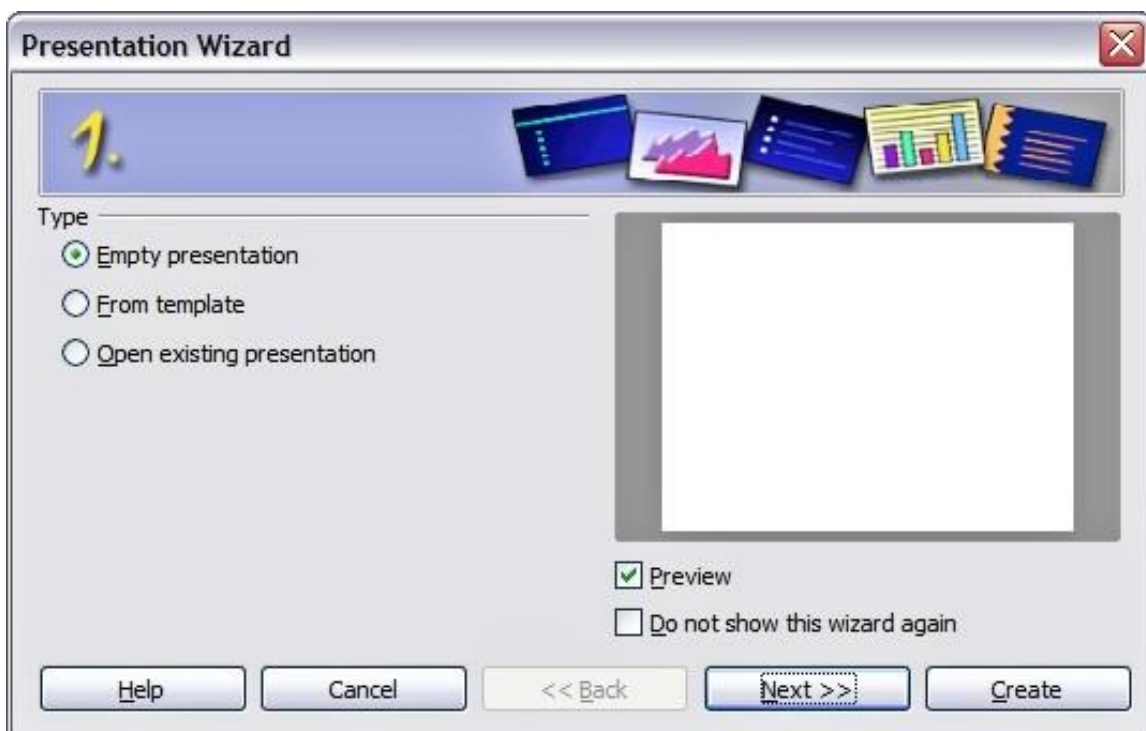 Presentation Wizard
1.
Type
Empty presentation
From template
Open existing presentation
Preview
Do not show this wizard again
Help Cancel << Back Next >> Create